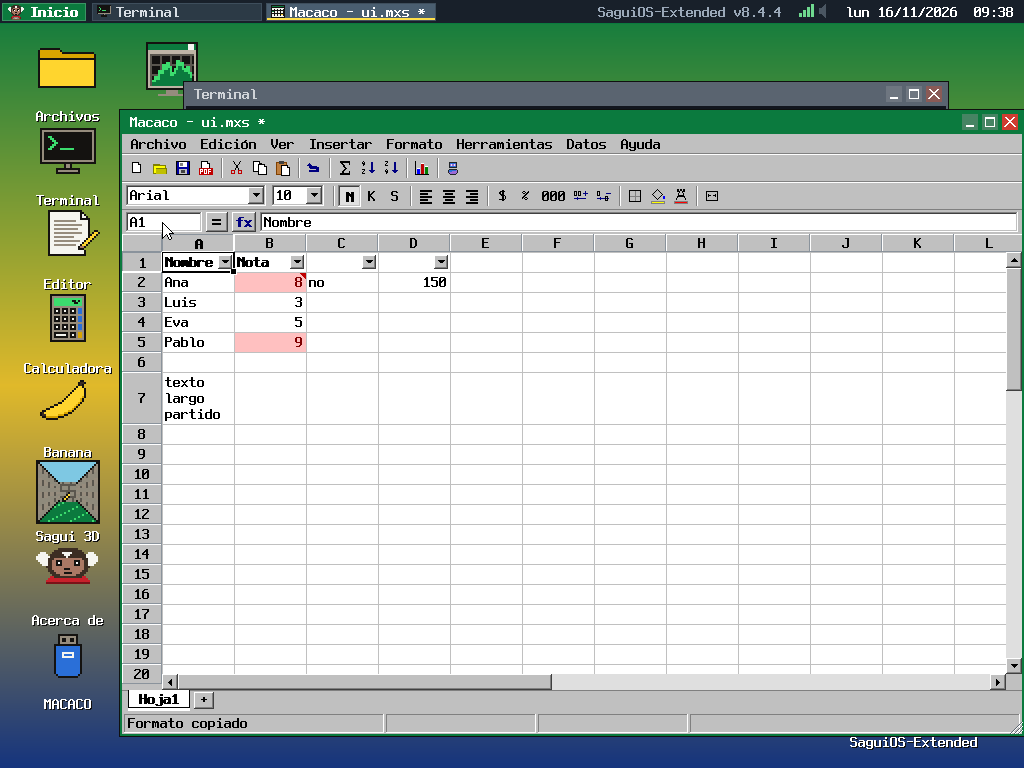 Inicio Terminal Macaco - ui.mxs * SaguiOS-Extended v8.4.4 lun 16/11/2026 09:38
Archivos
Terminal
Editor
Calculadora
Banana
Sagui 3D
Acerca de
MACACO
Terminal
Macaco - ui.mxs *
Archivo Edición Ver Insertar Formato Herramientas Datos Ayuda
PDF
Arial 10 N K S $ % 000
A1 = fx Nombre
A B C D E F G H I J K L
1 Nombre Nota
2 Ana 8 no 150
3 Luis 3
4 Eva 5
5 Pablo 9
6
7 texto
largo
partido
8
9
10
11
12
13
14
15
16
17
18
19
20
Hoja1 +
Formato copiado
SaguiOS-Extended